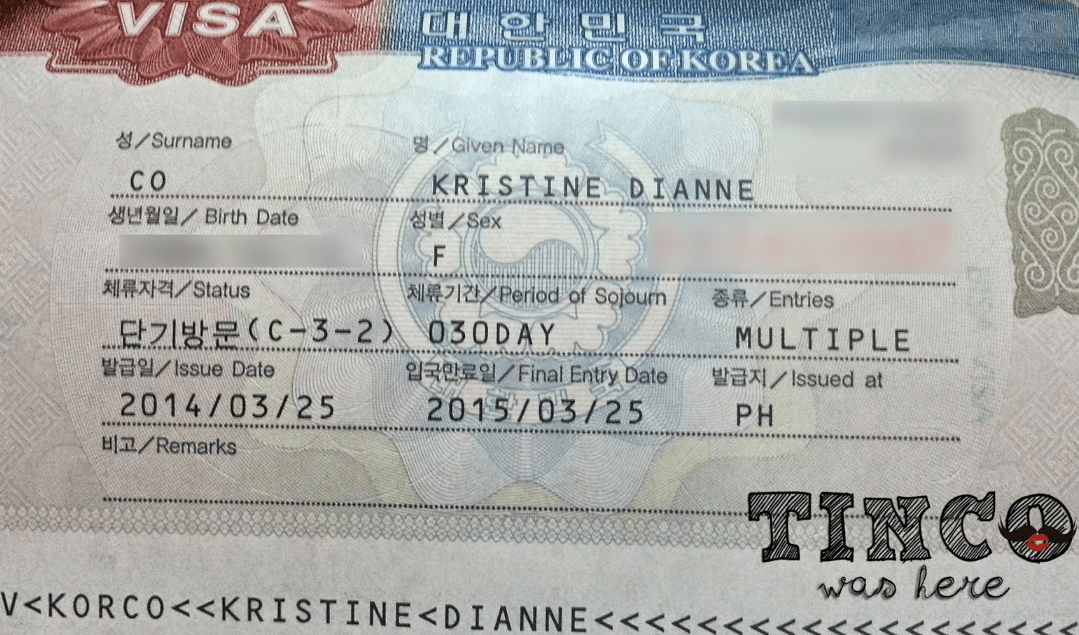 VISA
대한민국
REPUBLIC OF KOREA
성/Surname 명/Given Name
CO KRISTINE DIANNE
생년월일/ Birth Date 성별/Sex
F
체류자격/Status 체류기간/Period of Sojourn 종류/Entries
단기방문(C-3-2) 030DAY MULTIPLE
발급일/Issue Date 입국만료일/Final Entry Date 발급지/Issued at
2014/03/25 2015/03/25 PH
비고/Remarks
TINCO
was here
V<KORCO<<KRISTINE<DIANNE<<<<<<<<<<<<<<<<<<